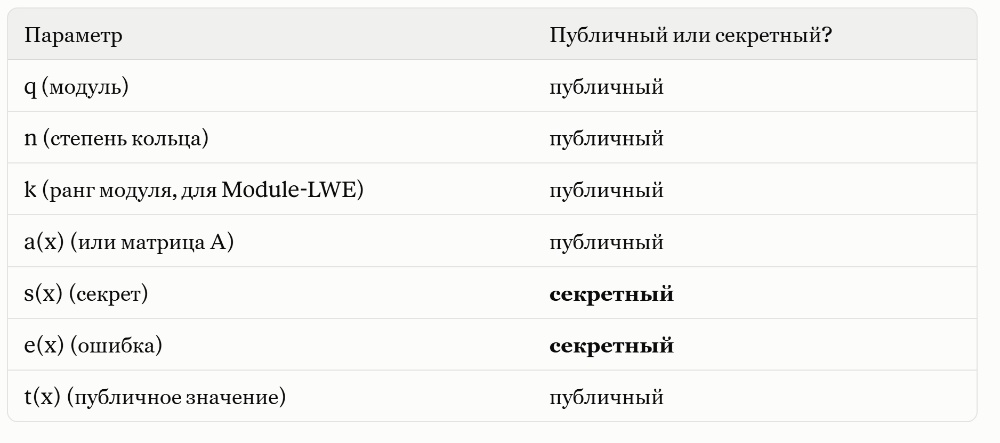 Параметр Публичный или секретный?
q (модуль) публичный
n (степень кольца) публичный
k (ранг модуля, для Module-LWE) публичный
a(x) (или матрица A) публичный
s(x) (секрет) секретный
e(x) (ошибка) секретный
t(x) (публичное значение) публичный